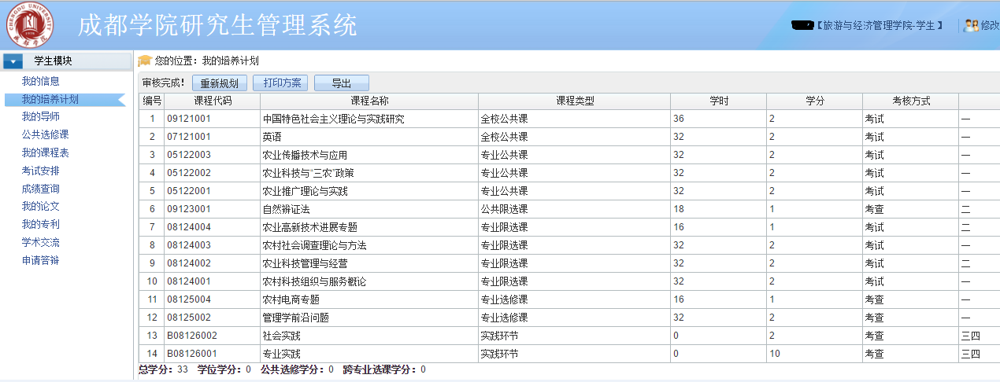 CHENGDU UNIVERSITY
成都学院
成都学院研究生管理系统
【旅游与经济管理学院-学生】 修改
学生模块
我的信息
我的培养计划
我的导师
公共选修课
我的课程表
考试安排
成绩查询
我的论文
我的专利
学术交流
申请答辩
您的位置：我的培养计划
审核完成! 重新规划 打印方案 导出
编号 课程代码 课程名称 课程类型 学时 学分 考核方式
1 09121001 中国特色社会主义理论与实践研究 全校公共课 36 2 考试 一
2 07121001 英语 全校公共课 32 2 考试 一
3 05122003 农业传播技术与应用 专业公共课 32 2 考试 一
4 05122002 农业科技与“三农”政策 专业公共课 32 2 考试 一
5 05122001 农业推广理论与实践 专业公共课 32 2 考试 一
6 09123001 自然辨证法 公共限选课 18 1 考查 二
7 08124004 农业高新技术进展专题 专业限选课 16 1 考试 二
8 08124003 农村社会调查理论与方法 专业限选课 32 2 考试 一
9 08124002 农业科技管理与经营 专业限选课 32 2 考试 二
10 08124001 农村科技组织与服务概论 专业限选课 32 2 考试 一
11 08125004 农村电商专题 专业选修课 16 1 考查 一
12 08125002 管理学前沿问题 专业选修课 32 2 考查 一
13 B08126002 社会实践 实践环节 0 2 考查 三四
14 B08126001 专业实践 实践环节 0 10 考查 三四
总学分：33 学位学分：0 公共选修学分：0 跨专业选课学分：0